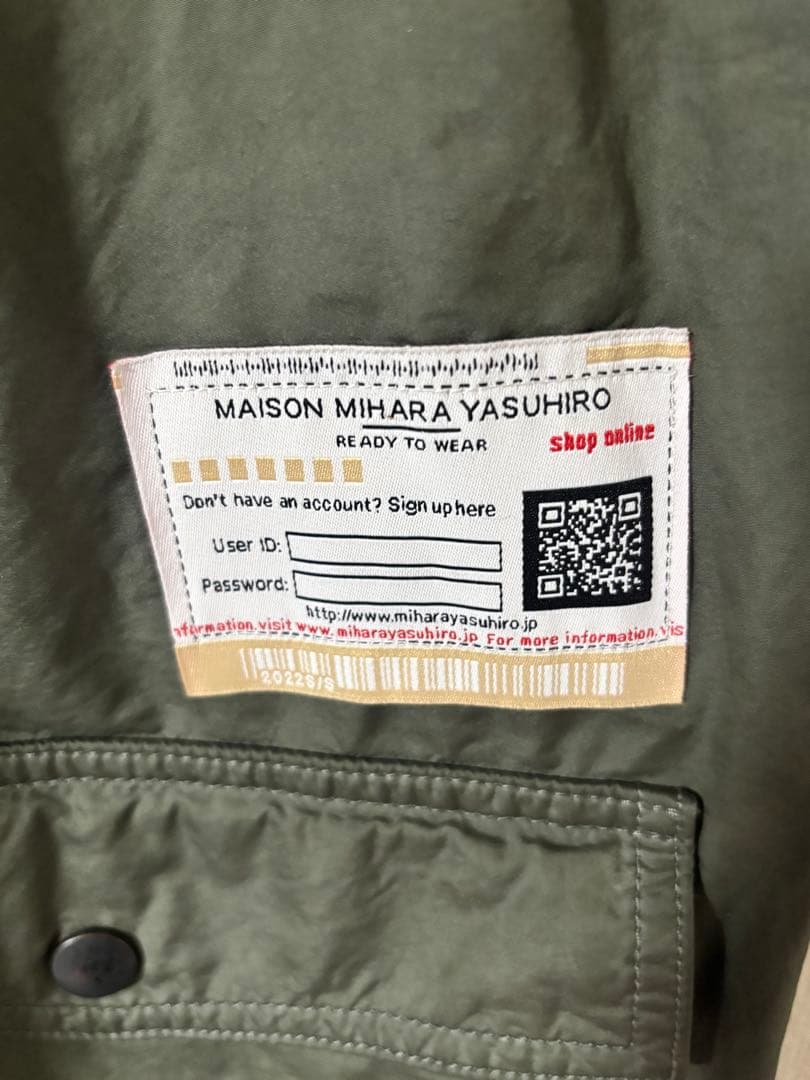 MAISON MIHARA YASUHIRO
READY TO WEAR
shop online
Don't have an account? Sign up here
User ID:
Password:
http://www.miharayasuhiro.jp
nformation.visit www.miharayasuhiro.jp For more information.vis
2022S/S